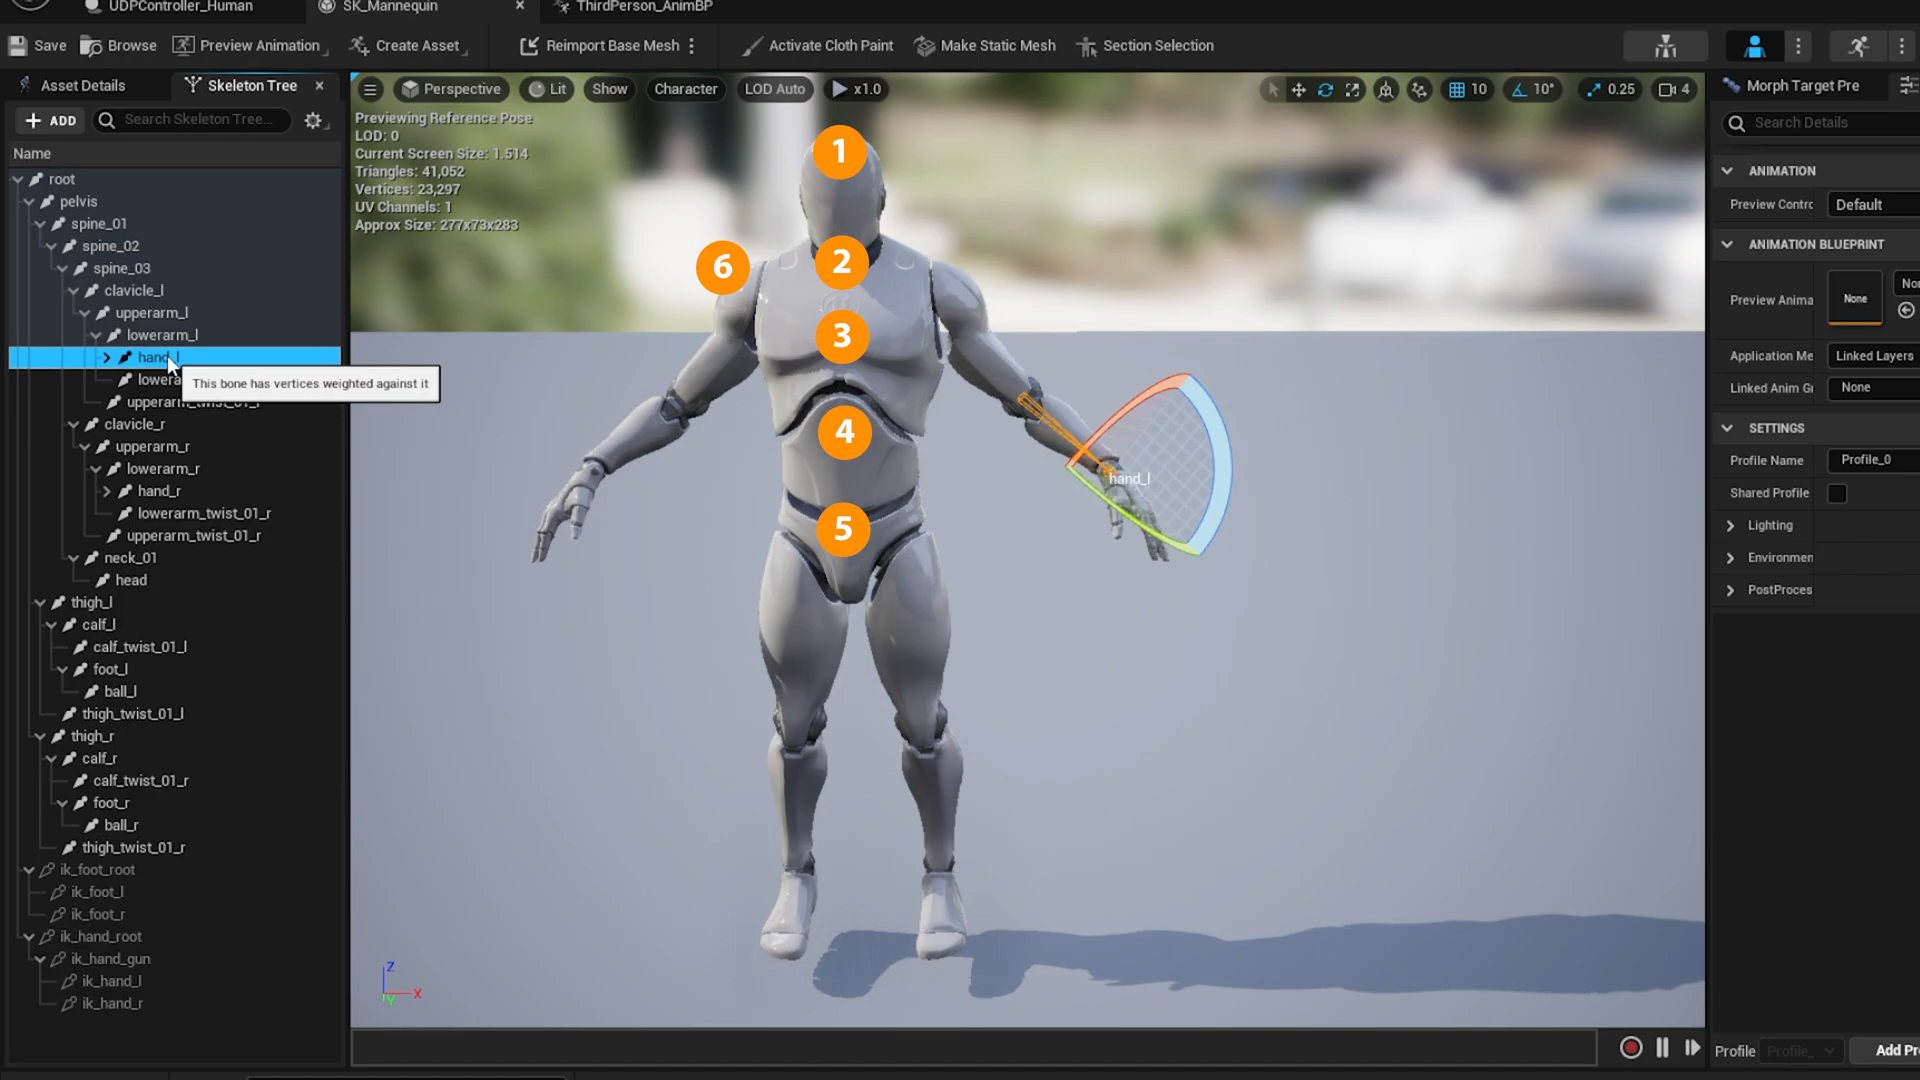 UDPController_Human
SK_Mannequin
ThirdPerson_AnimBP
Save
Browse
Preview Animation
Create Asset
Reimport Base Mesh
Activate Cloth Paint
Make Static Mesh
Section Selection
Asset Details
Skeleton Tree
ADD
Search Skeleton Tree...
Name
root
pelvis
spine_01
spine_02
spine_03
clavicle_l
upperarm_l
lowerarm_l
hand_l
This bone has vertices weighted against it
lowera
upperarm_twist_01_l
clavicle_r
upperarm_r
lowerarm_r
hand_r
lowerarm_twist_01_r
upperarm_twist_01_r
neck_01
head
thigh_l
calf_l
calf_twist_01_l
foot_l
ball_l
thigh_twist_01_l
thigh_r
calf_r
calf_twist_01_r
foot_r
ball_r
thigh_twist_01_r
ik_foot_root
ik_foot_l
ik_foot_r
ik_hand_root
ik_hand_gun
ik_hand_l
ik_hand_r
Perspective
Lit
Show
Character
LOD Auto
x1.0
10
10°
0.25
4
Previewing Reference Pose
LOD: 0
Current Screen Size: 1.514
Triangles: 41,052
Vertices: 23,297
UV Channels: 1
Approx Size: 277x73x283
1
6
2
3
4
5
hand_l
Z
X
Y
Morph Target Pre
Search Details
ANIMATION
Preview Contrc
Default
ANIMATION BLUEPRINT
Preview Anima
None
Nor
Application Me
Linked Layers
Linked Anim Gr
None
SETTINGS
Profile Name
Profile_0
Shared Profile
Lighting
Environmen
PostProces
Profile
Profile_
Add Pr